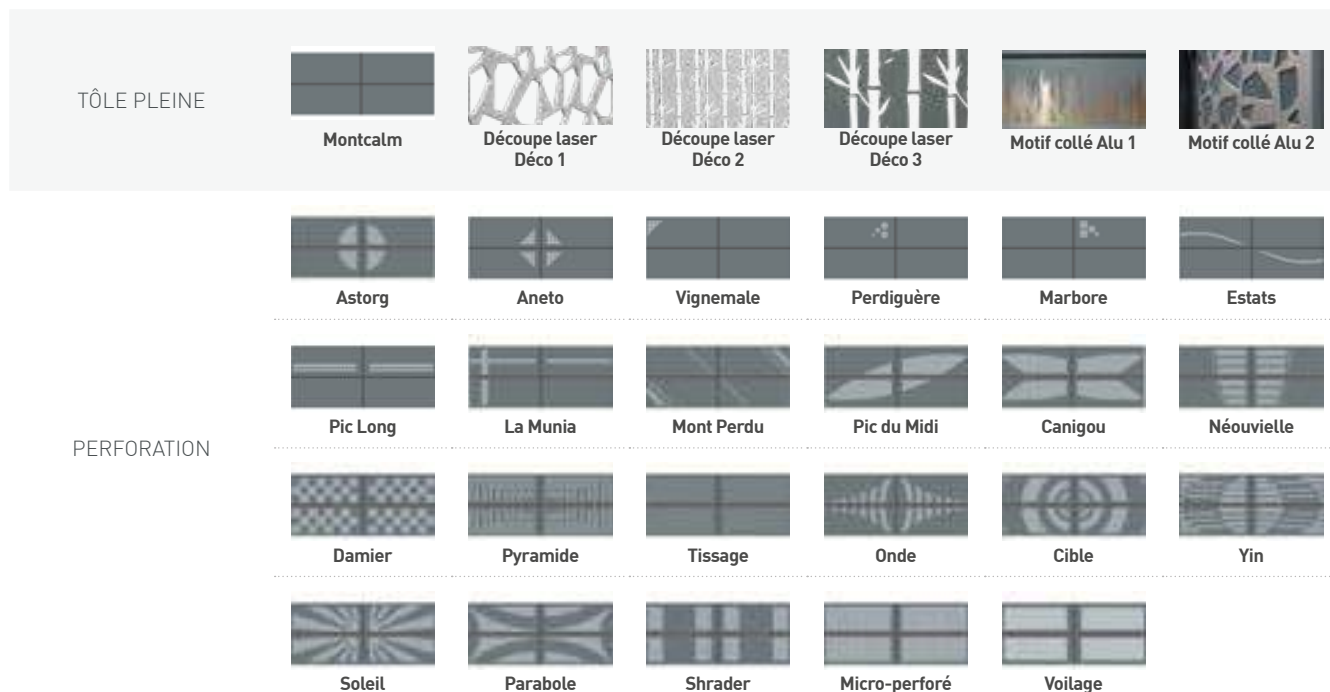 TÔLE PLEINE
Montcalm
Découpe laser
Déco 1
Découpe laser
Déco 2
Découpe laser
Déco 3
Motif collé Alu 1
Motif collé Alu 2
PERFORATION
Astorg
Aneto
Vignemale
Perdiguère
Marbore
Estats
Pic Long
La Munia
Mont Perdu
Pic du Midi
Canigou
Néouvielle
Damier
Pyramide
Tissage
Onde
Cible
Yin
Soleil
Parabole
Shrader
Micro-perforé
Voilage